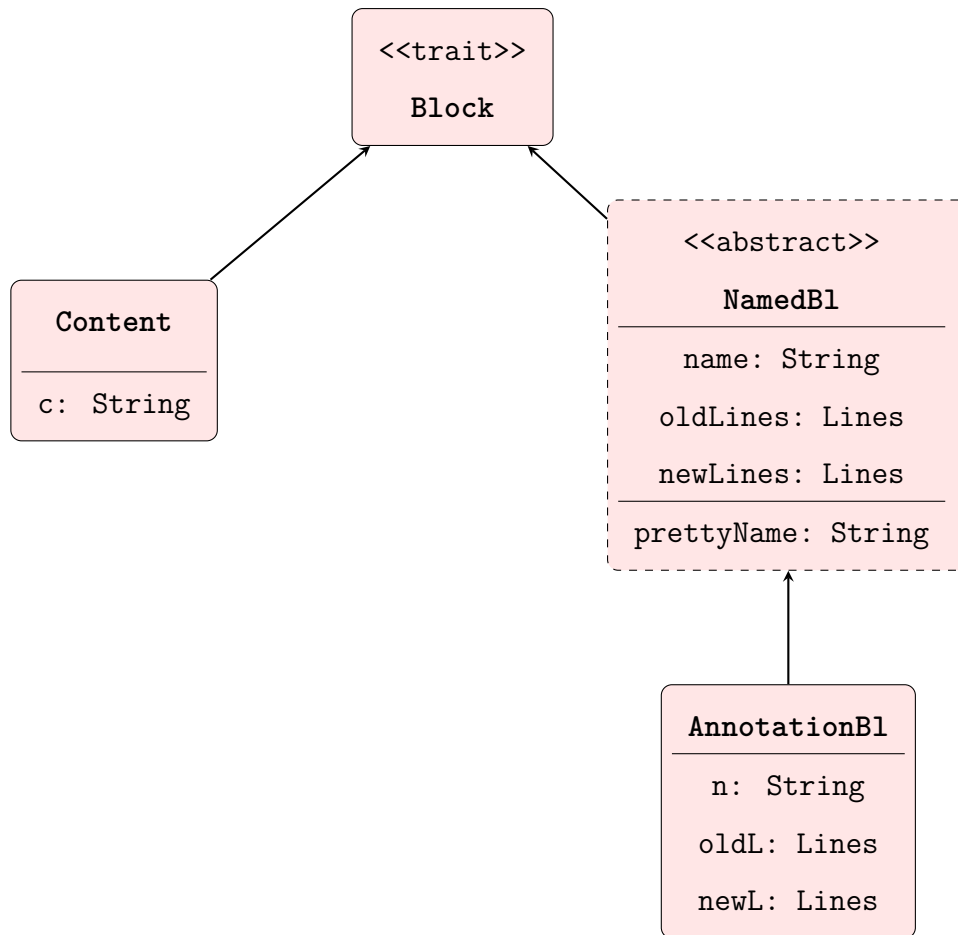 <<trait>>
Block
Content
c: String
<<abstract>>
NamedBl
name: String
oldLines: Lines
newLines: Lines
prettyName: String
AnnotationBl
n: String
oldL: Lines
newL: Lines